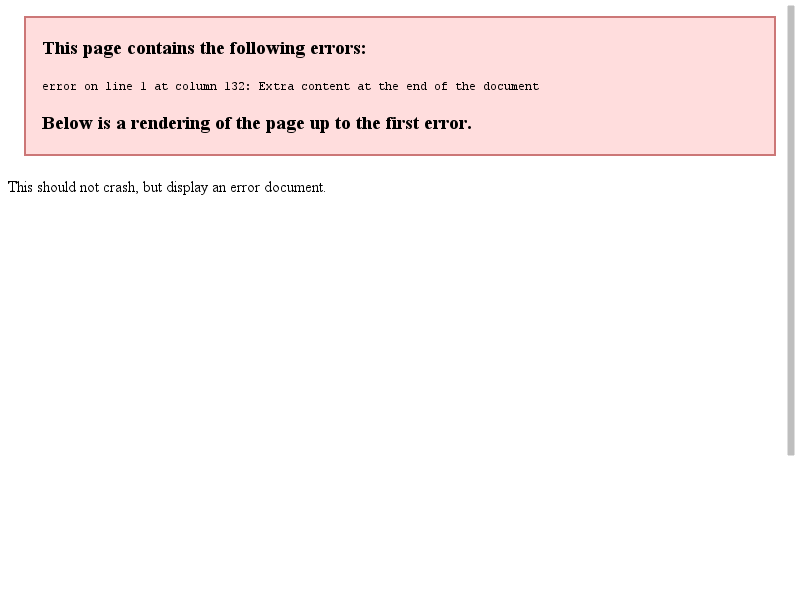 This page contains the following errors:
error on line 1 at column 132: Extra content at the end of the document
Below is a rendering of the page up to the first error.
This should not crash, but display an error document.